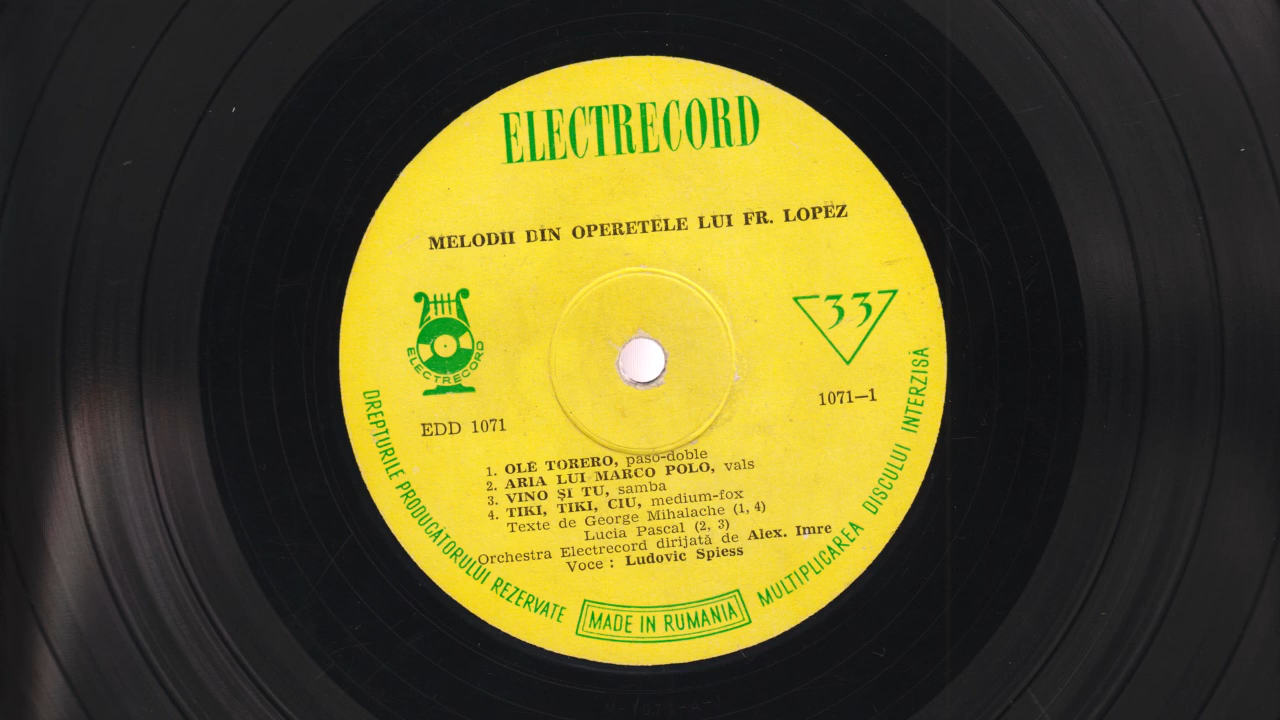 ELECTRECORD
MELODII DIN OPERETELE LUI FR. LOPEZ
33
ELECTRECORD
EDD 1071
1071—1
1. OLÉ TORERO, paso-doble
2. ARIA LUI MARCO POLO, vals
3. VINO ȘI TU, samba
4. TIKI, TIKI, CIU, medium-fox
Texte de George Mihalache (1, 4)
Lucia Pascal (2, 3)
Orchestra Electrecord dirijată de Alex. Imre
Voce : Ludovic Spiess
DREPTURILE PRODUCĂTORULUI REZERVATE
MADE IN RUMANIA
MULTIPLICAREA DISCULUI INTERZISĂ